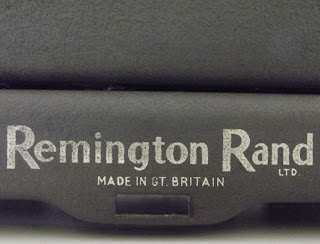 Remington Rand
LTD.
MADE IN GT. BRITAIN